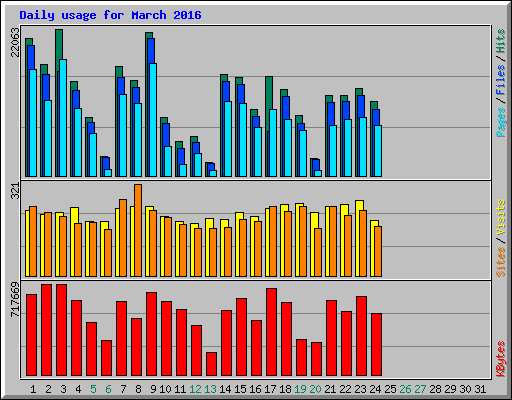 Daily usage for March 2016
22063
Pages / Files / Hits
321
Sites / Visits
717669
KBytes
1 2 3 4 5 6 7 8 9 10 11 12 13 14 15 16 17 18 19 20 21 22 23 24 25 26 27 28 29 30 31